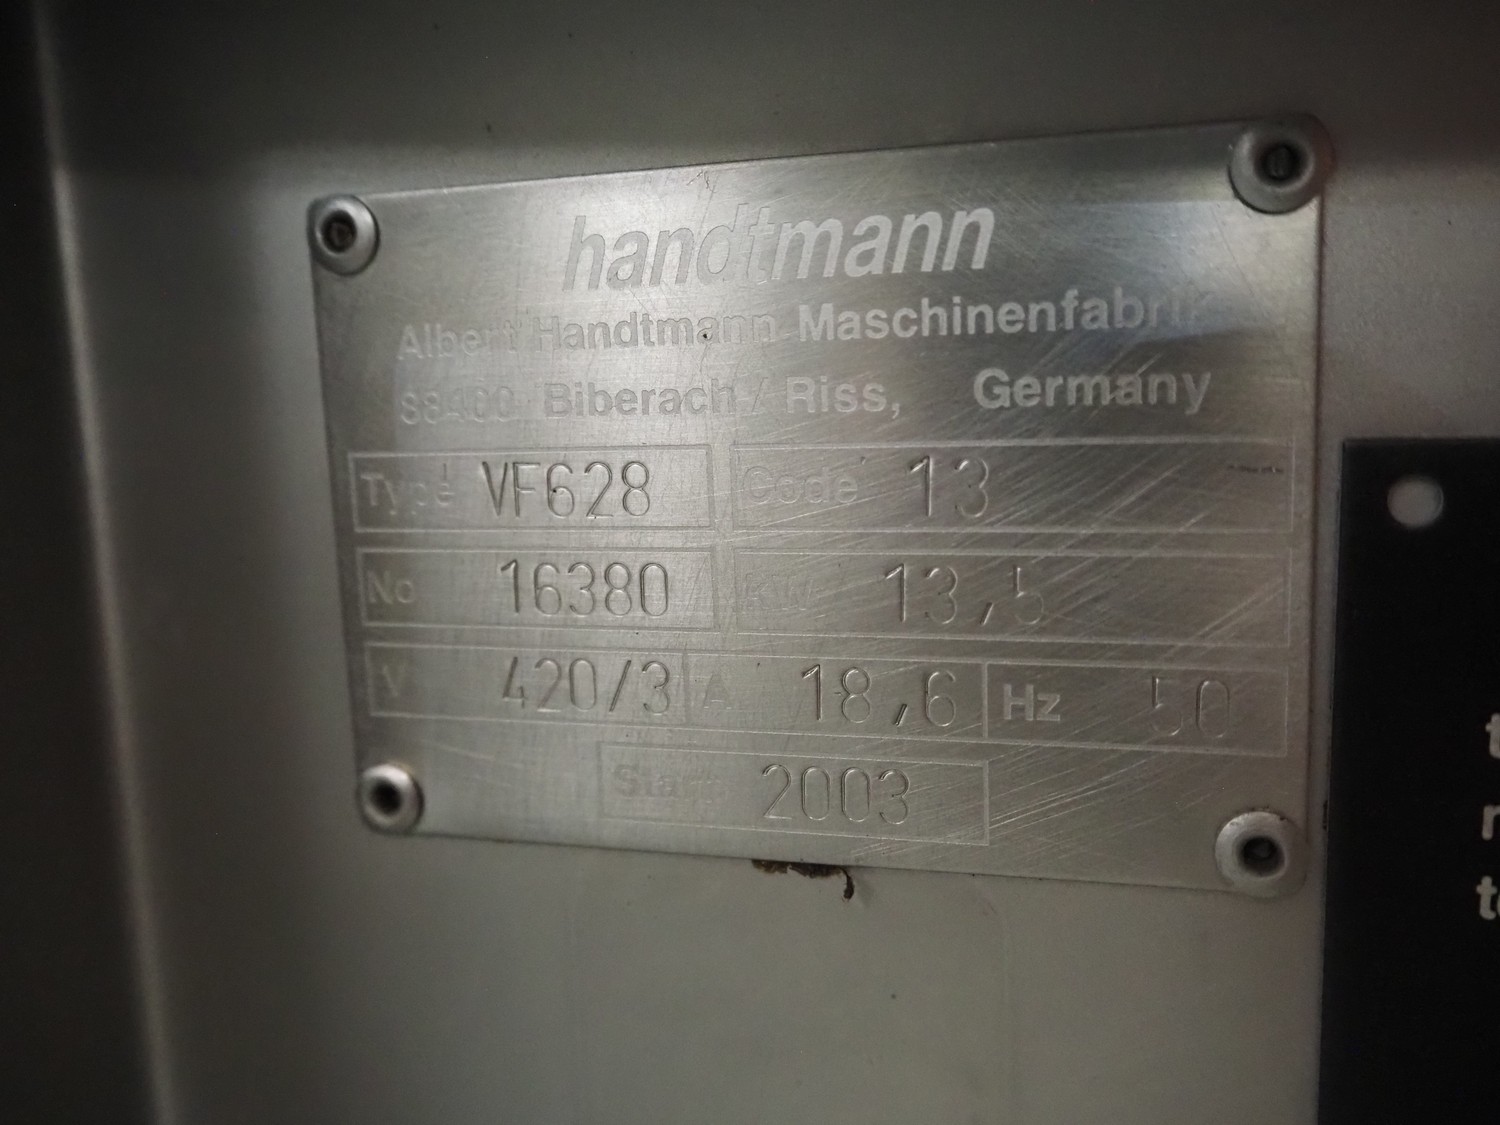 handtmann
Albert Handtmann Maschinenfabrik
88400 Biberach / Riss, Germany
Type VF628 Code 13
No 16380 KW 13,5
V 420/3 A 18,6 Hz 50
2003
t
r
t